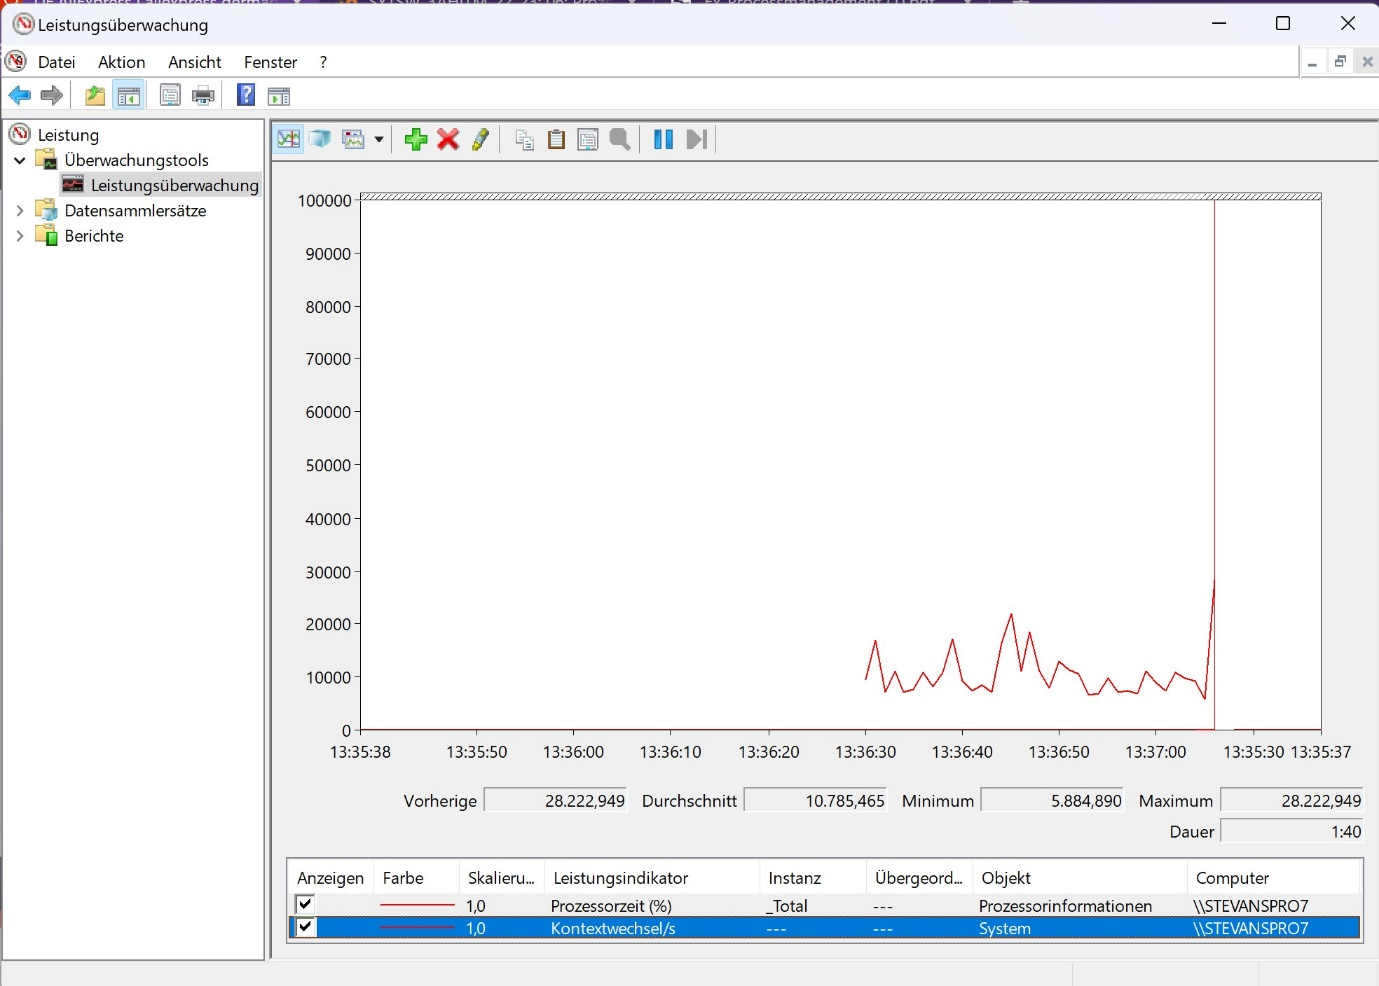 Leistungsüberwachung
Datei Aktion Ansicht Fenster ?
Leistung
Überwachungstools
Leistungsüberwachung
Datensammlersätze
Berichte
100000
90000
80000
70000
60000
50000
40000
30000
20000
10000
0
13:35:38 13:35:50 13:36:00 13:36:10 13:36:20 13:36:30 13:36:40 13:36:50 13:37:00 13:35:30 13:35:37
Vorherige 28.222,949 Durchschnitt 10.785,465 Minimum 5.884,890 Maximum 28.222,949
Dauer 1:40
Anzeigen Farbe Skalieru... Leistungsindikator Instanz Übergeord... Objekt Computer
1,0 Prozessorzeit (%) _Total --- Prozessorinformationen \\STEVANSPRO7
1,0 Kontextwechsel/s --- --- System \\STEVANSPRO7